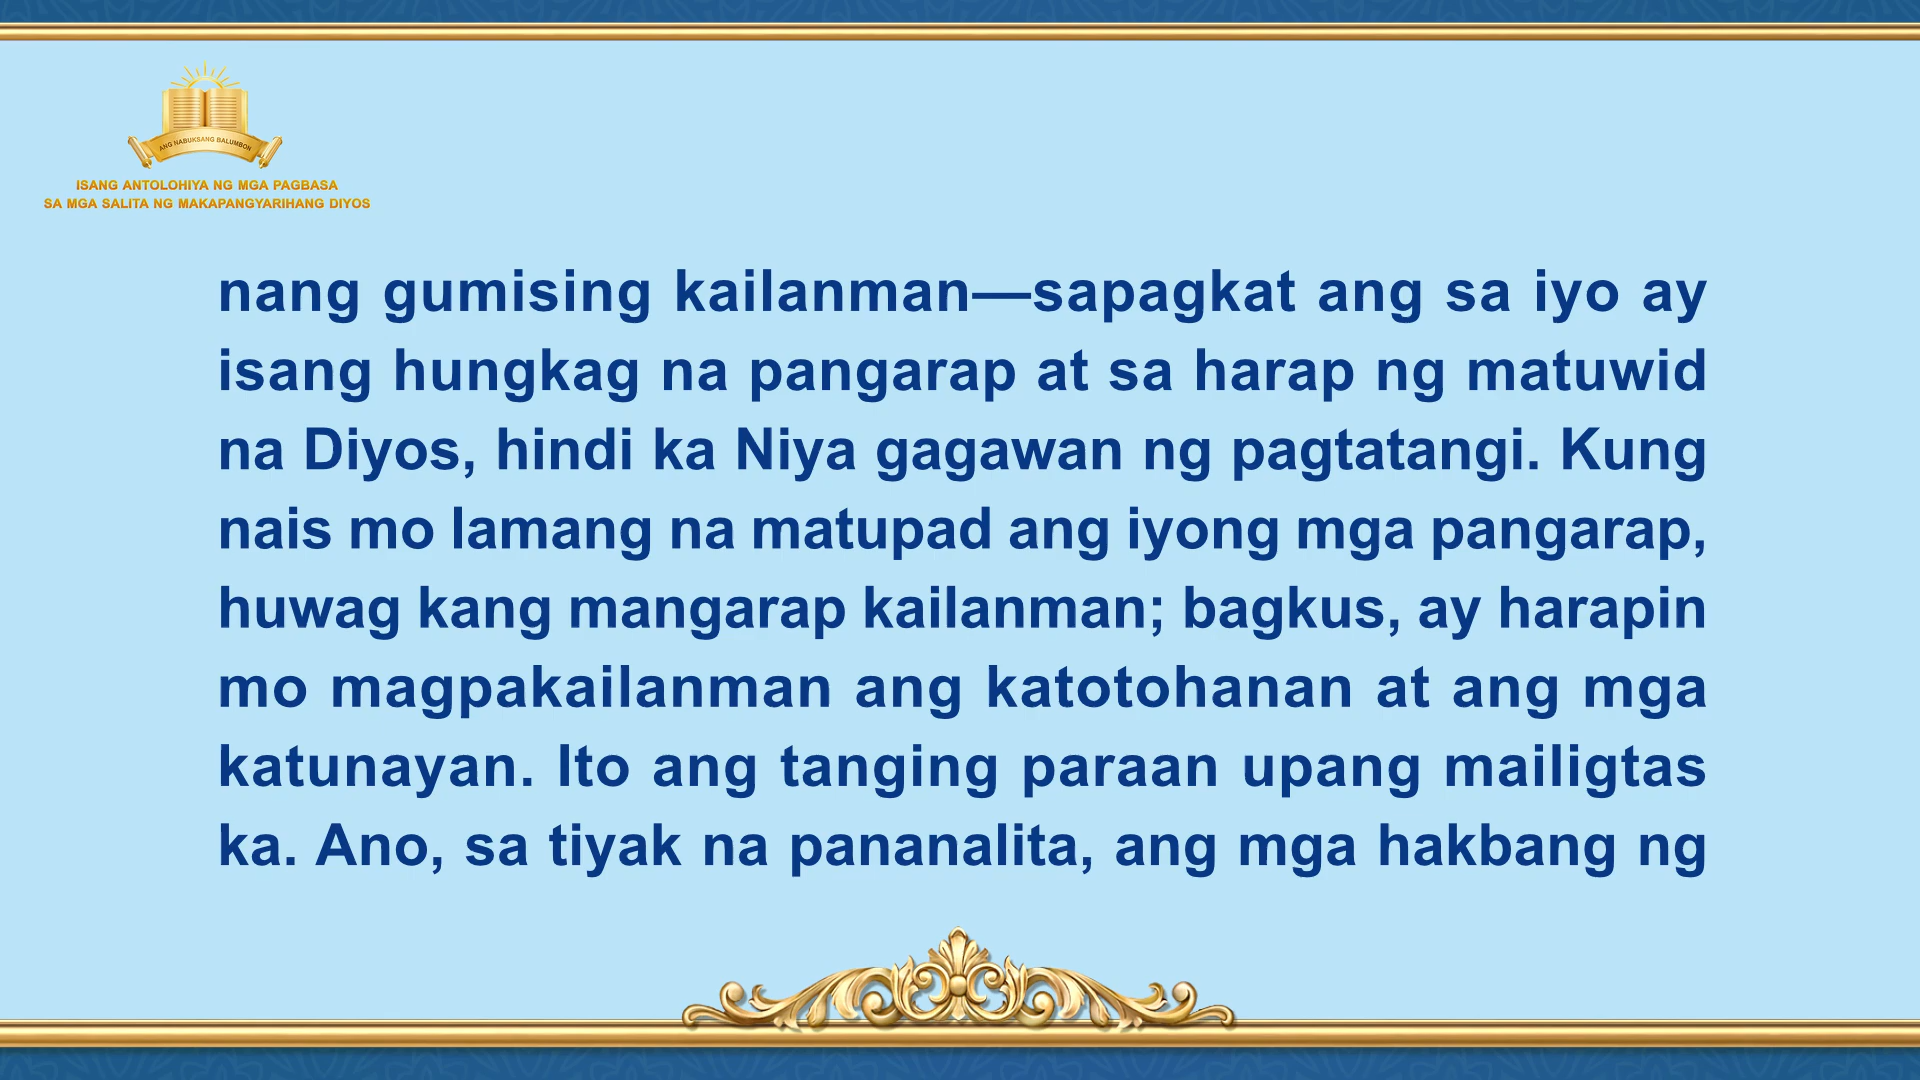 ANG NABUKSANG BALUMBON
ISANG ANTOLOHIYA NG MGA PAGBASA
SA MGA SALITA NG MAKAPANGYARIHANG DIYOS
nang gumising kailanman—sapagkat ang sa iyo ay
isang hungkag na pangarap at sa harap ng matuwid
na Diyos, hindi ka Niya gagawan ng pagtatangi. Kung
nais mo lamang na matupad ang iyong mga pangarap,
huwag kang mangarap kailanman; bagkus, ay harapin
mo magpakailanman ang katotohanan at ang mga
katunayan. Ito ang tanging paraan upang mailigtas
ka. Ano, sa tiyak na pananalita, ang mga hakbang ng